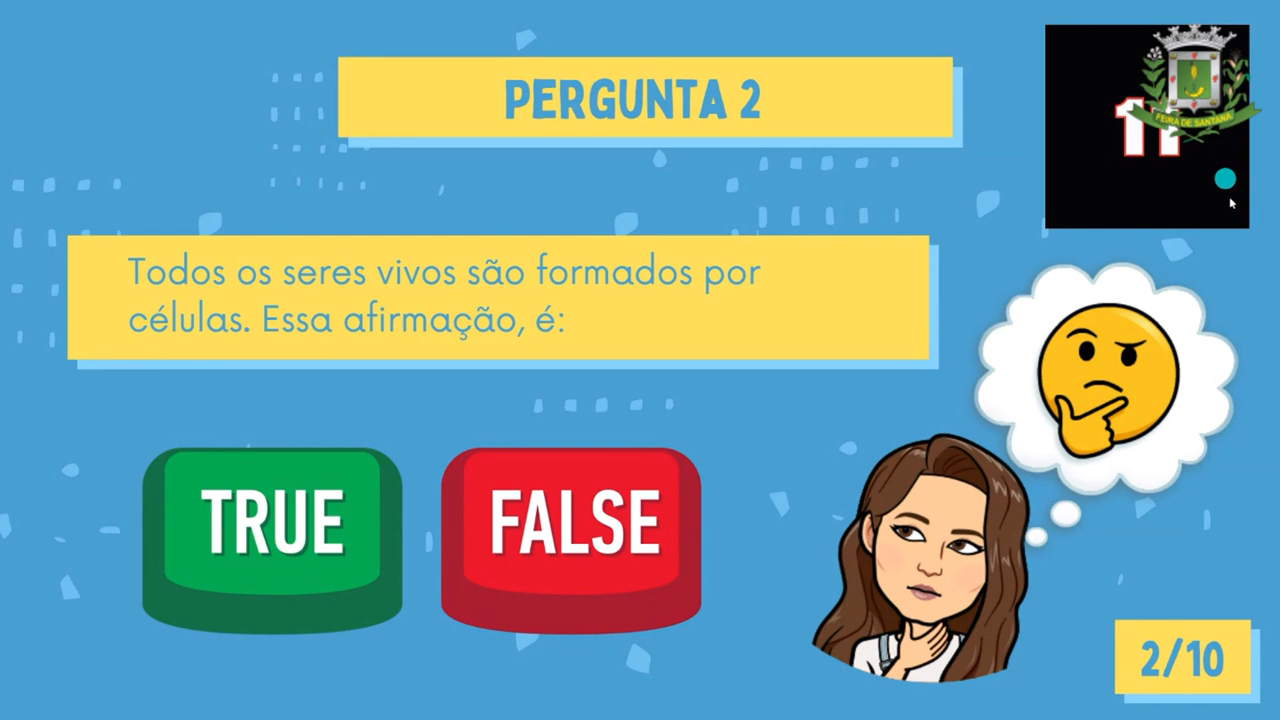 PERGUNTA 2
FEIRA DE SANTANA
Todos os seres vivos são formados por
células. Essa afirmação, é:
TRUE
FALSE
2/10